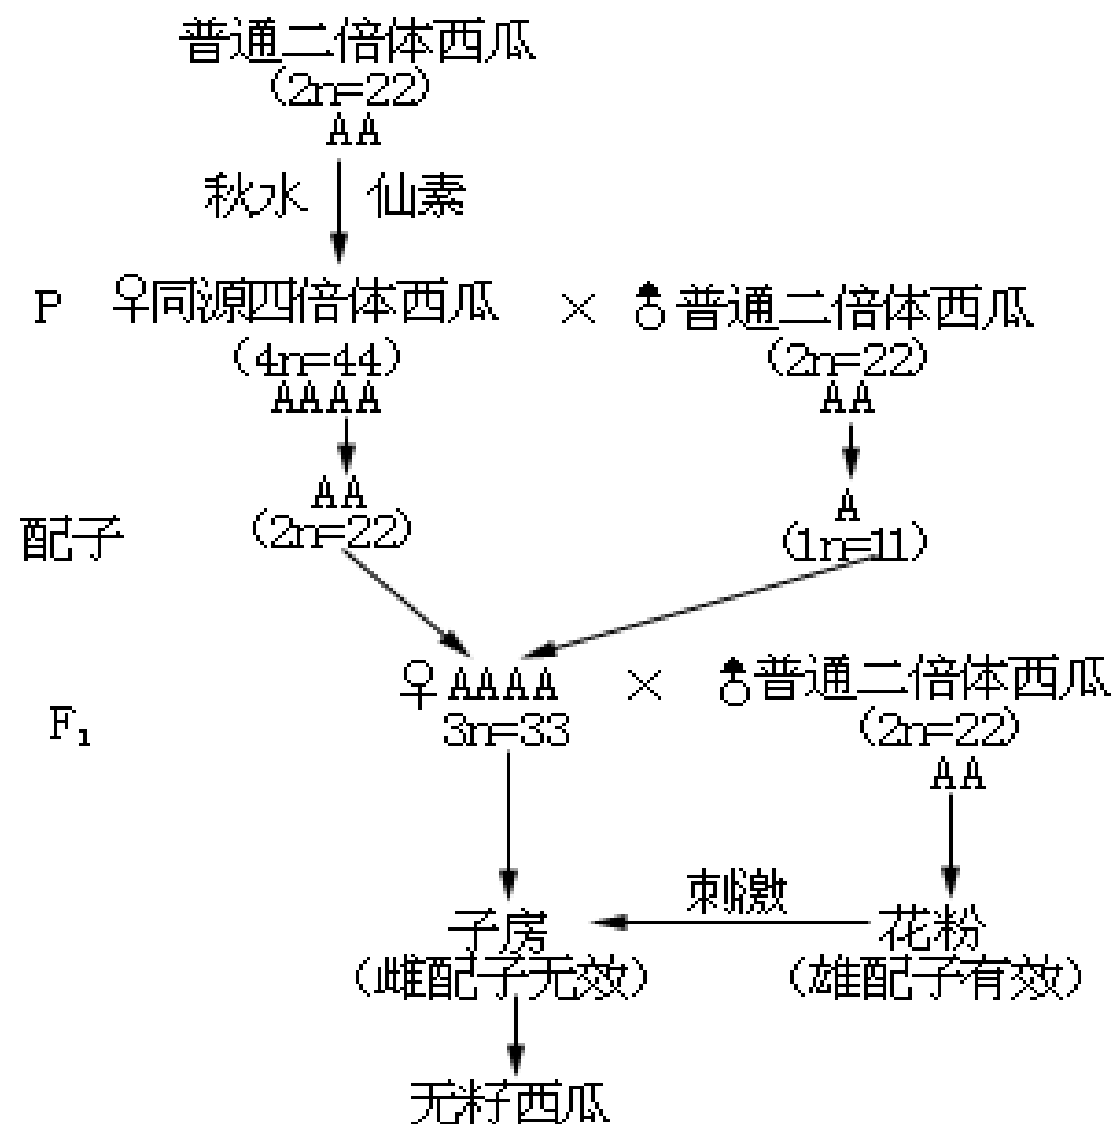 普通二倍体西瓜
(2n=22)
AA
秋水 仙素
P ♀同源四倍体西瓜 × ♂普通二倍体西瓜
(4n=44) (2n=22)
AAAA AA
配子 AA A
(2n=22) (1n=11)
F₁ ♀AAAA × ♂普通二倍体西瓜
3n=33 (2n=22)
AA
刺激
子房 花粉
(雌配子无效) (雄配子有效)
无籽西瓜